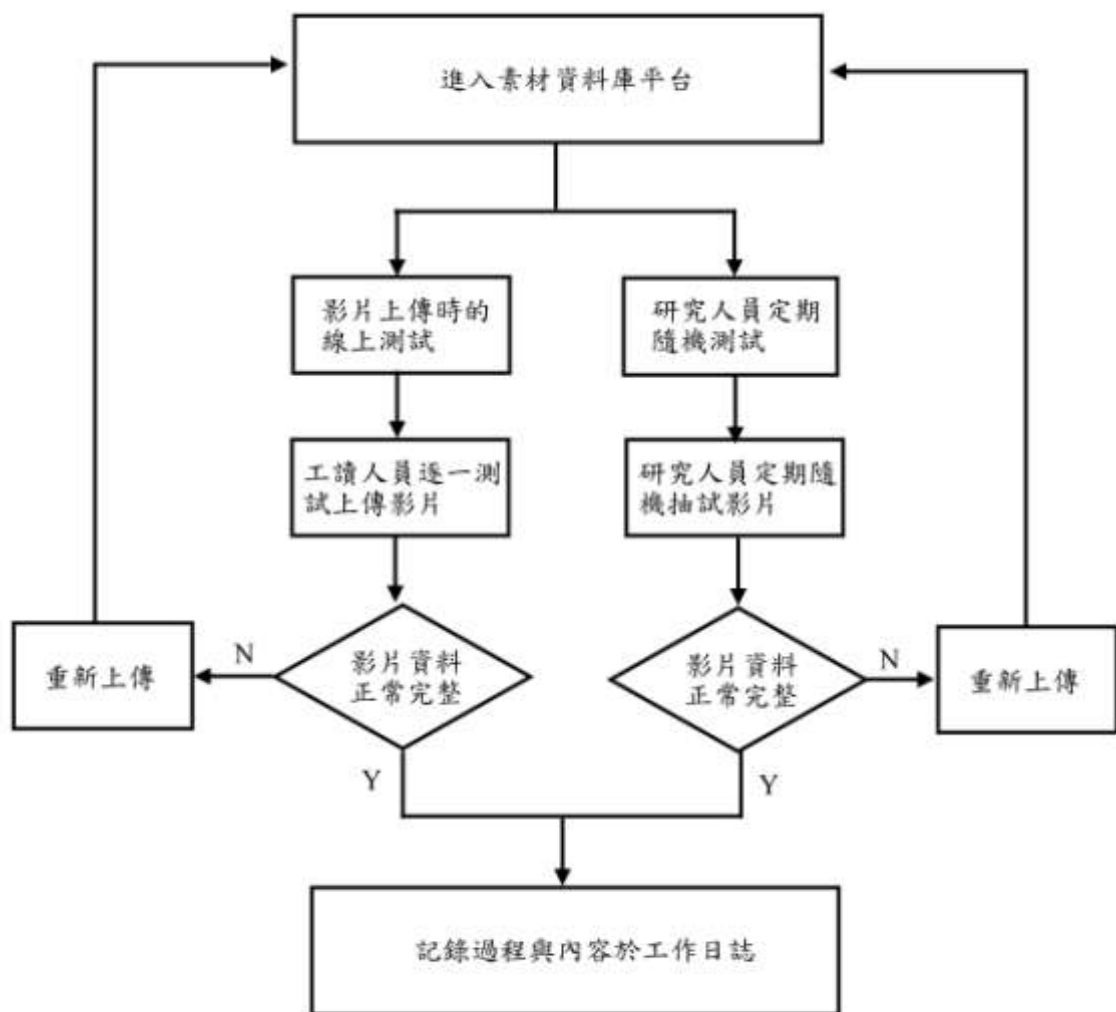 進入素材資料庫平台
影片上傳時的
線上測試
研究人員定期
隨機測試
工讀人員逐一測
試上傳影片
研究人員定期隨
機抽試影片
重新上傳
N
影片資料
正常完整
影片資料
正常完整
N
重新上傳
Y
Y
記錄過程與內容於工作日誌